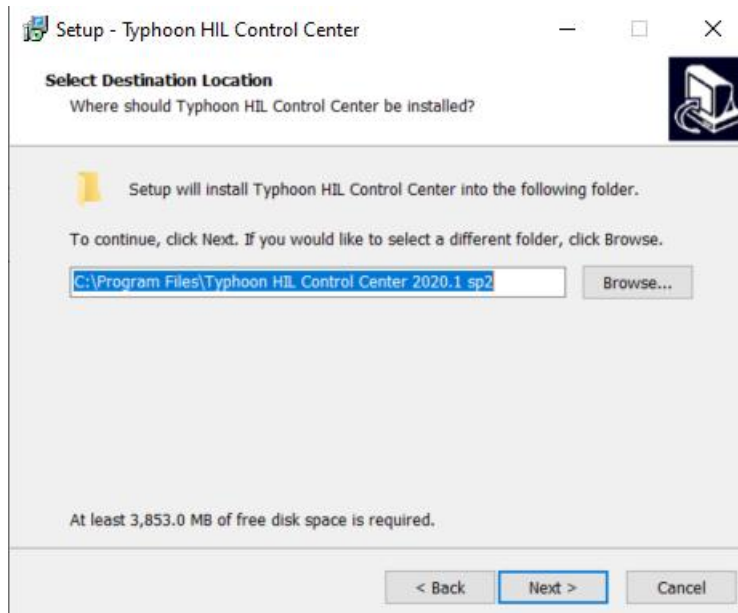 Setup - Typhoon HIL Control Center
Select Destination Location
Where should Typhoon HIL Control Center be installed?
Setup will install Typhoon HIL Control Center into the following folder.
To continue, click Next. If you would like to select a different folder, click Browse.
C:\Program Files\Typhoon HIL Control Center 2020.1 sp2
Browse...
At least 3,853.0 MB of free disk space is required.
< Back
Next >
Cancel